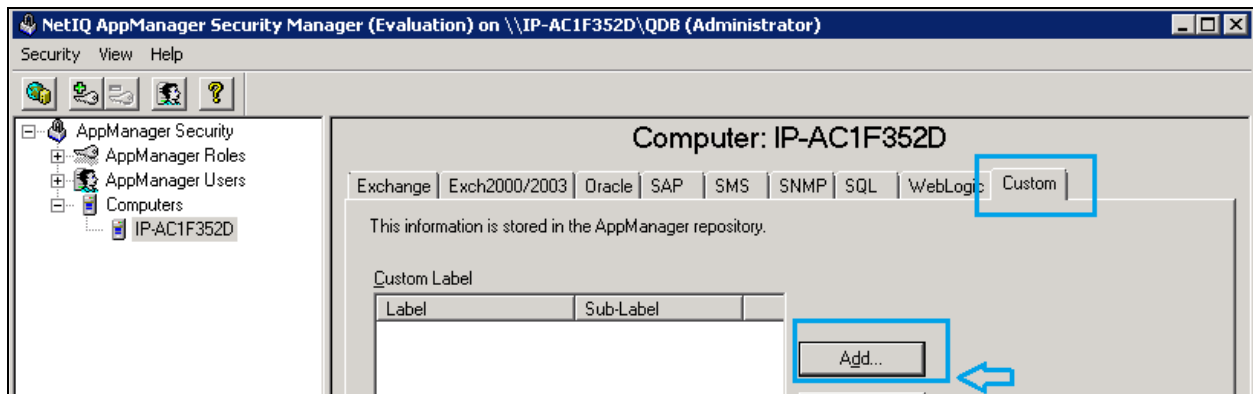 NetIQ AppManager Security Manager (Evaluation) on \\IP-AC1F352D\QDB (Administrator)
Security View Help
AppManager Security
AppManager Roles
AppManager Users
Computers
IP-AC1F352D
Computer: IP-AC1F352D
Exchange Exch2000/2003 Oracle SAP SMS SNMP SQL WebLogic Custom
This information is stored in the AppManager repository.
Custom Label
Label Sub-Label
Add...